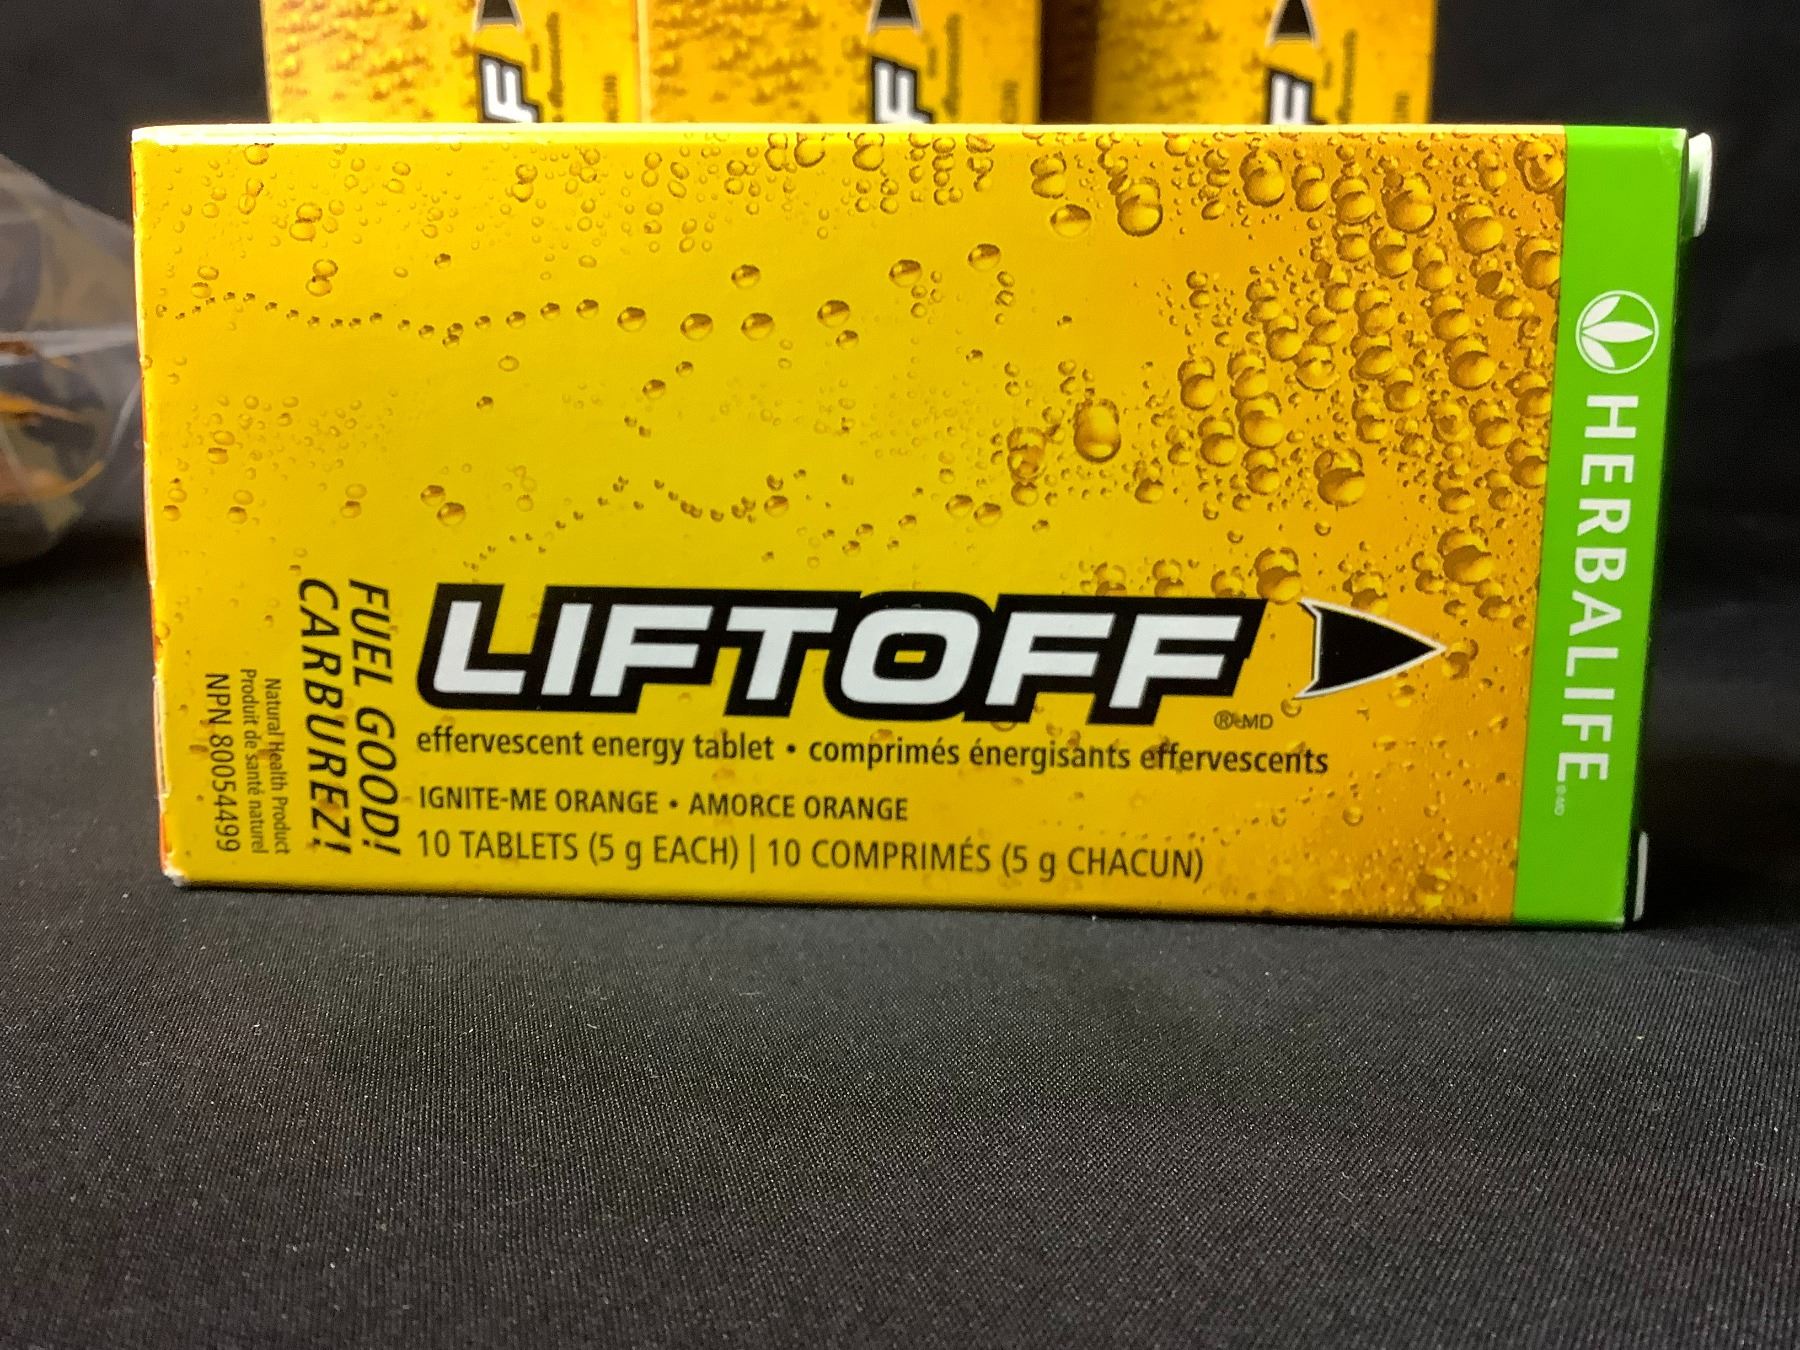 F
F
F
LIFTOFF
®-MD
effervescent energy tablet • comprimés énergisants effervescents
IGNITE-ME ORANGE • AMORCE ORANGE
10 TABLETS (5 g EACH) | 10 COMPRIMÉS (5 g CHACUN)
FUEL GOOD!
CARBUREZ!
Natural Health Product
Produit de santé naturel
NPN 80054499
HERBALIFE